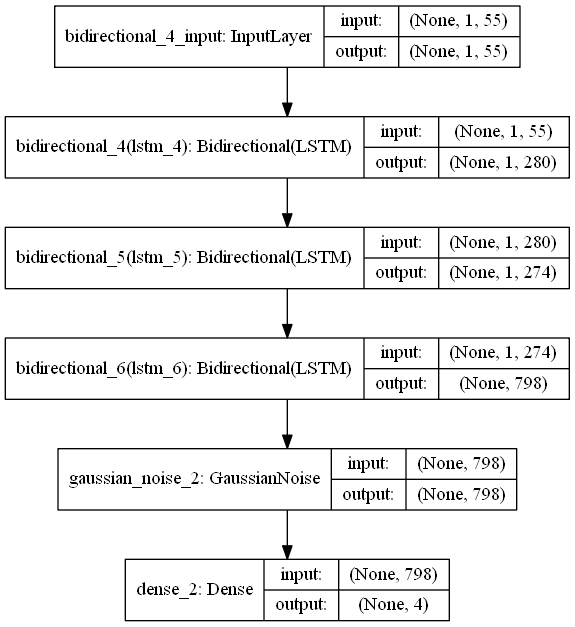 bidirectional_4_input: InputLayer
input: (None, 1, 55)
output: (None, 1, 55)
bidirectional_4(lstm_4): Bidirectional(LSTM)
input: (None, 1, 55)
output: (None, 1, 280)
bidirectional_5(lstm_5): Bidirectional(LSTM)
input: (None, 1, 280)
output: (None, 1, 274)
bidirectional_6(lstm_6): Bidirectional(LSTM)
input: (None, 1, 274)
output: (None, 798)
gaussian_noise_2: GaussianNoise
input: (None, 798)
output: (None, 798)
dense_2: Dense
input: (None, 798)
output: (None, 4)